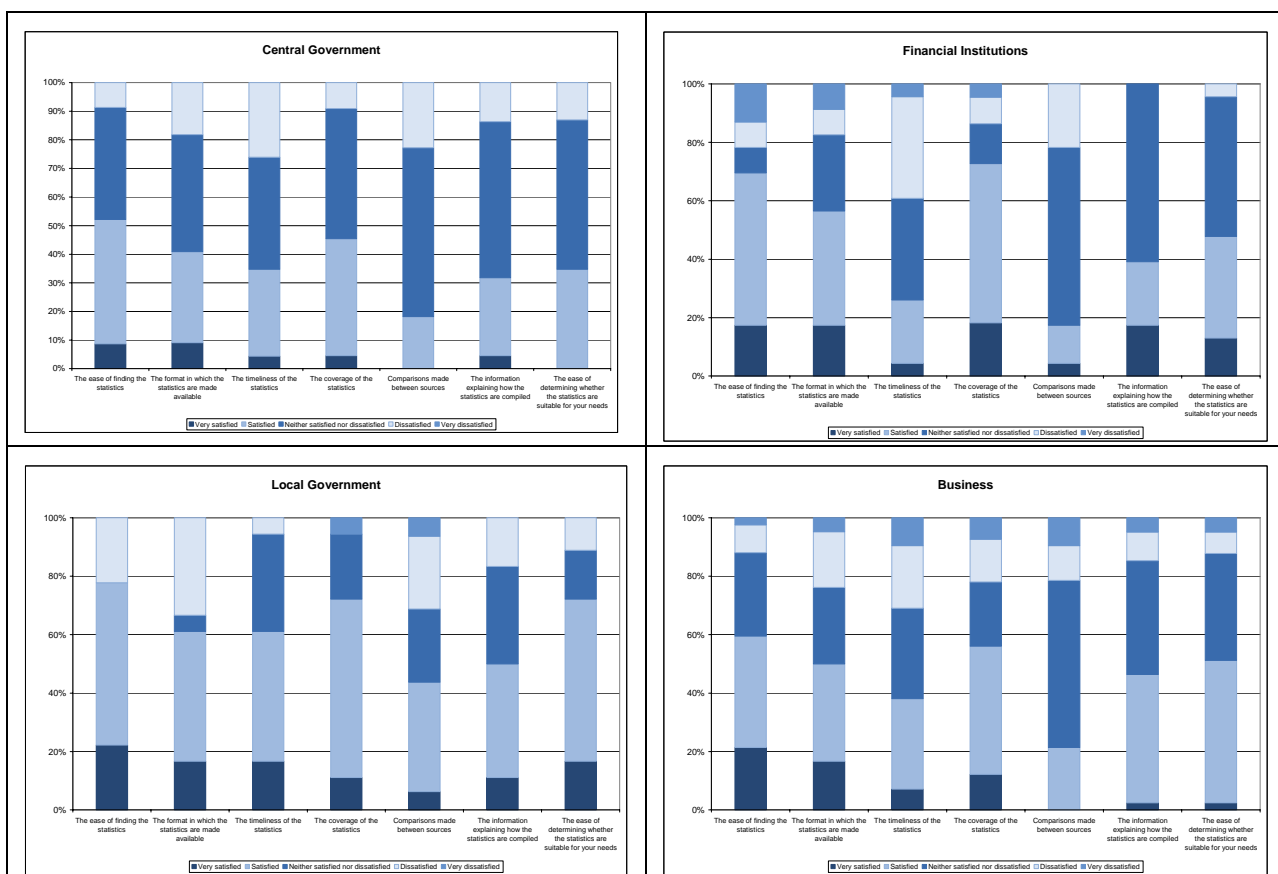 Central Government
100%
90%
80%
70%
60%
50%
40%
30%
20%
10%
0%
The ease of finding the
statistics
The format in which the
statistics are made
available
The timeliness of the
statistics
The coverage of the
statistics
Comparisons made
between sources
The information
explaining how the
statistics are compiled
The ease of
determining whether
the statistics are
suitable for your needs
Very satisfied Satisfied Neither satisfied nor dissatisfied Dissatisfied Very dissatisfied
Financial Institutions
100%
80%
60%
40%
20%
0%
The ease of finding the
statistics
The format in which the
statistics are made
available
The timeliness of the
statistics
The coverage of the
statistics
Comparisons made
between sources
The information
explaining how the
statistics are compiled
The ease of
determining whether
the statistics are
suitable for your needs
Very satisfied Satisfied Neither satisfied nor dissatisfied Dissatisfied Very dissatisfied
Local Government
100%
80%
60%
40%
20%
0%
The ease of finding the
statistics
The format in which the
statistics are made
available
The timeliness of the
statistics
The coverage of the
statistics
Comparisons made
between sources
The information
explaining how the
statistics are compiled
The ease of
determining whether
the statistics are
suitable for your needs
Very satisfied Satisfied Neither satisfied nor dissatisfied Dissatisfied Very dissatisfied
Business
100%
80%
60%
40%
20%
0%
The ease of finding the
statistics
The format in which the
statistics are made
available
The timeliness of the
statistics
The coverage of the
statistics
Comparisons made
between sources
The information
explaining how the
statistics are compiled
The ease of
determining whether
the statistics are
suitable for your needs
Very satisfied Satisfied Neither satisfied nor dissatisfied Dissatisfied Very dissatisfied